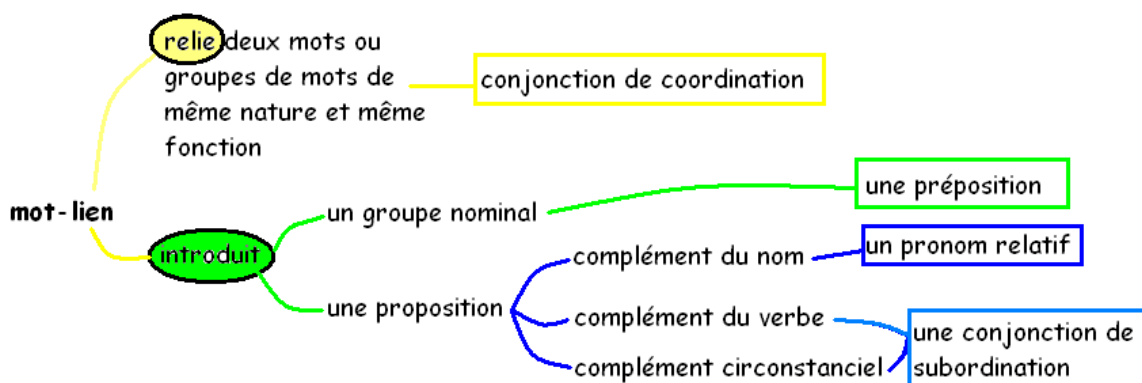 relie deux mots ou
groupes de mots de
même nature et même
fonction
conjonction de coordination
mot-lien
introduit
un groupe nominal
une préposition
une proposition
complément du nom
un pronom relatif
complément du verbe
complément circonstanciel
une conjonction de
subordination